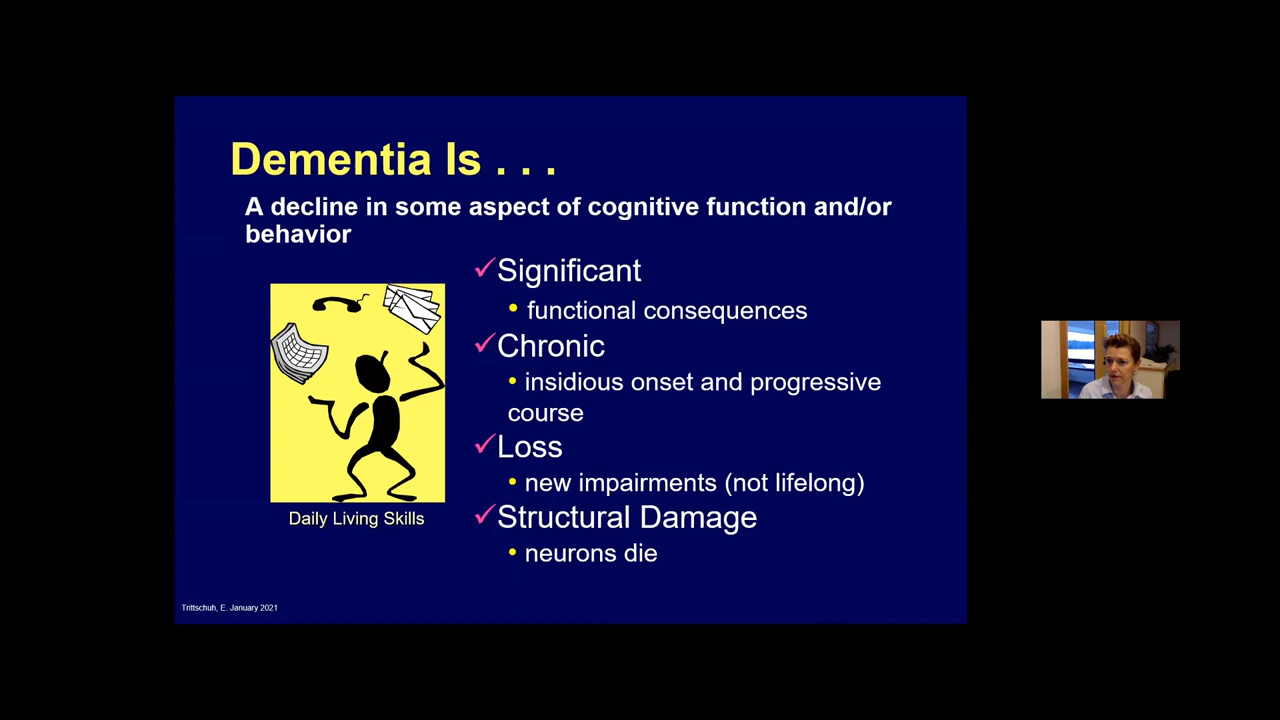 Dementia Is . . .
A decline in some aspect of cognitive function and/or
behavior
✓Significant
• functional consequences
✓Chronic
• insidious onset and progressive
course
✓Loss
• new impairments (not lifelong)
✓Structural Damage
• neurons die
Daily Living Skills
Trittschuh, E. January 2021